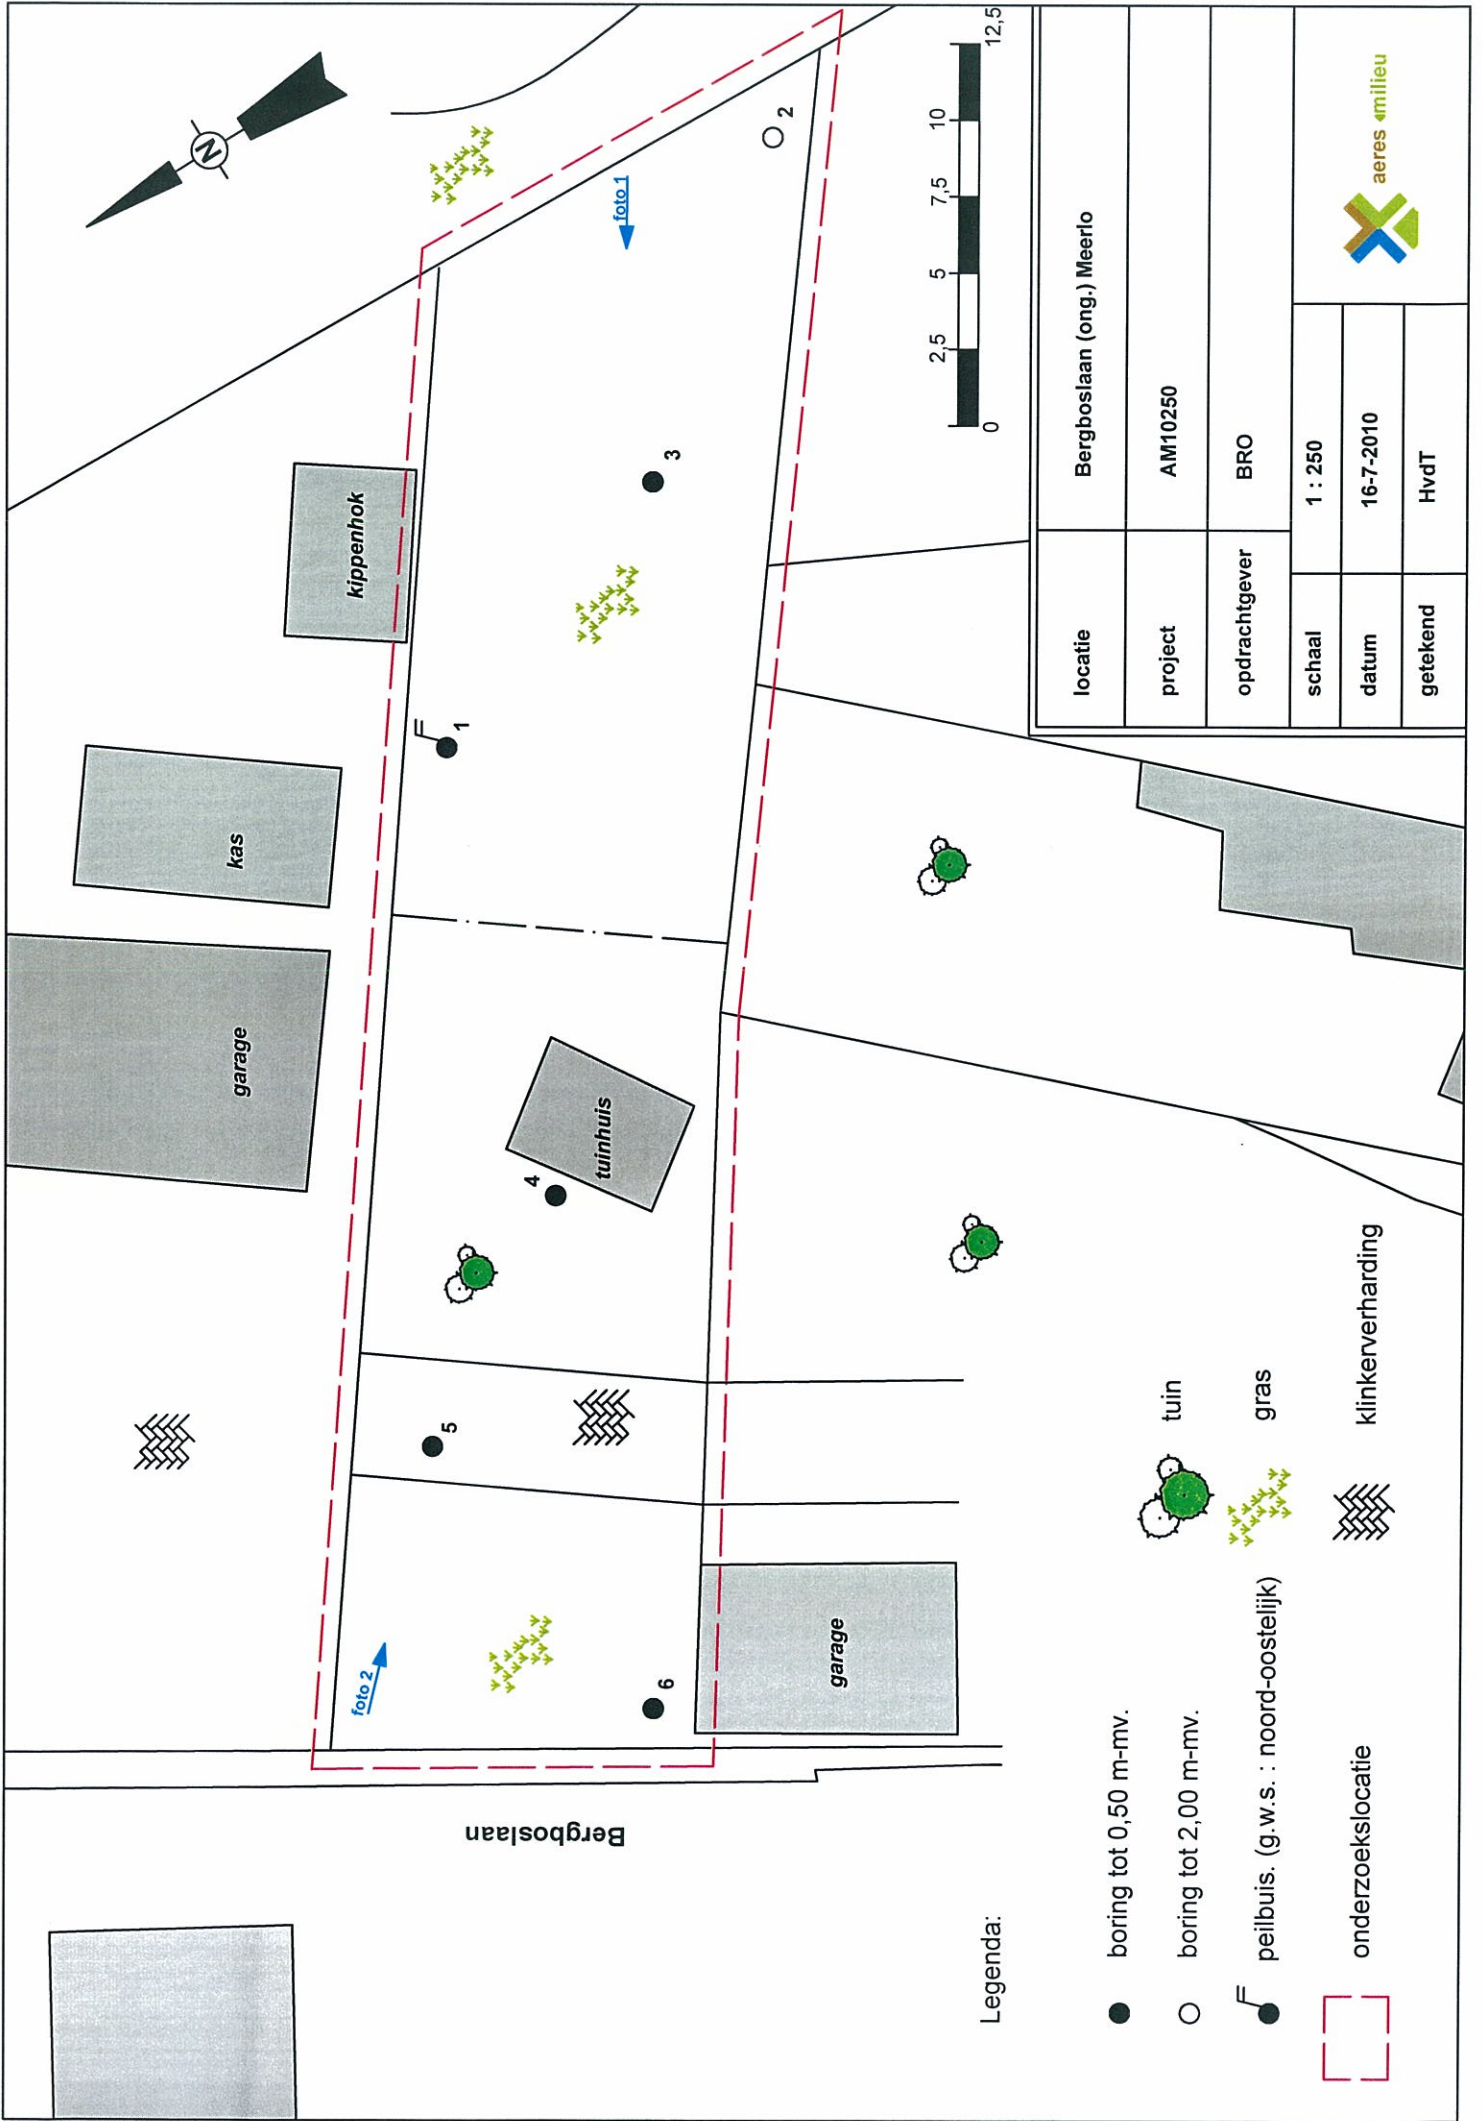 garage
kas
kippenhok
N
foto 1
1
2
3
4
tuinhuis
5
6
foto 2
garage
Bergboslaan
0 2,5 5 7,5 10 12,5
Legenda:
boring tot 0,50 m-mv.
boring tot 2,00 m-mv.
peilbuis. (g.w.s. : noord-oostelijk)
onderzoekslocatie
tuin
gras
klinkerverharding
locatie Bergboslaan (ong.) Meerlo
project AM10250
opdrachtgever BRO
schaal 1 : 250
datum 16-7-2010
getekend HvdT
aeres milieu